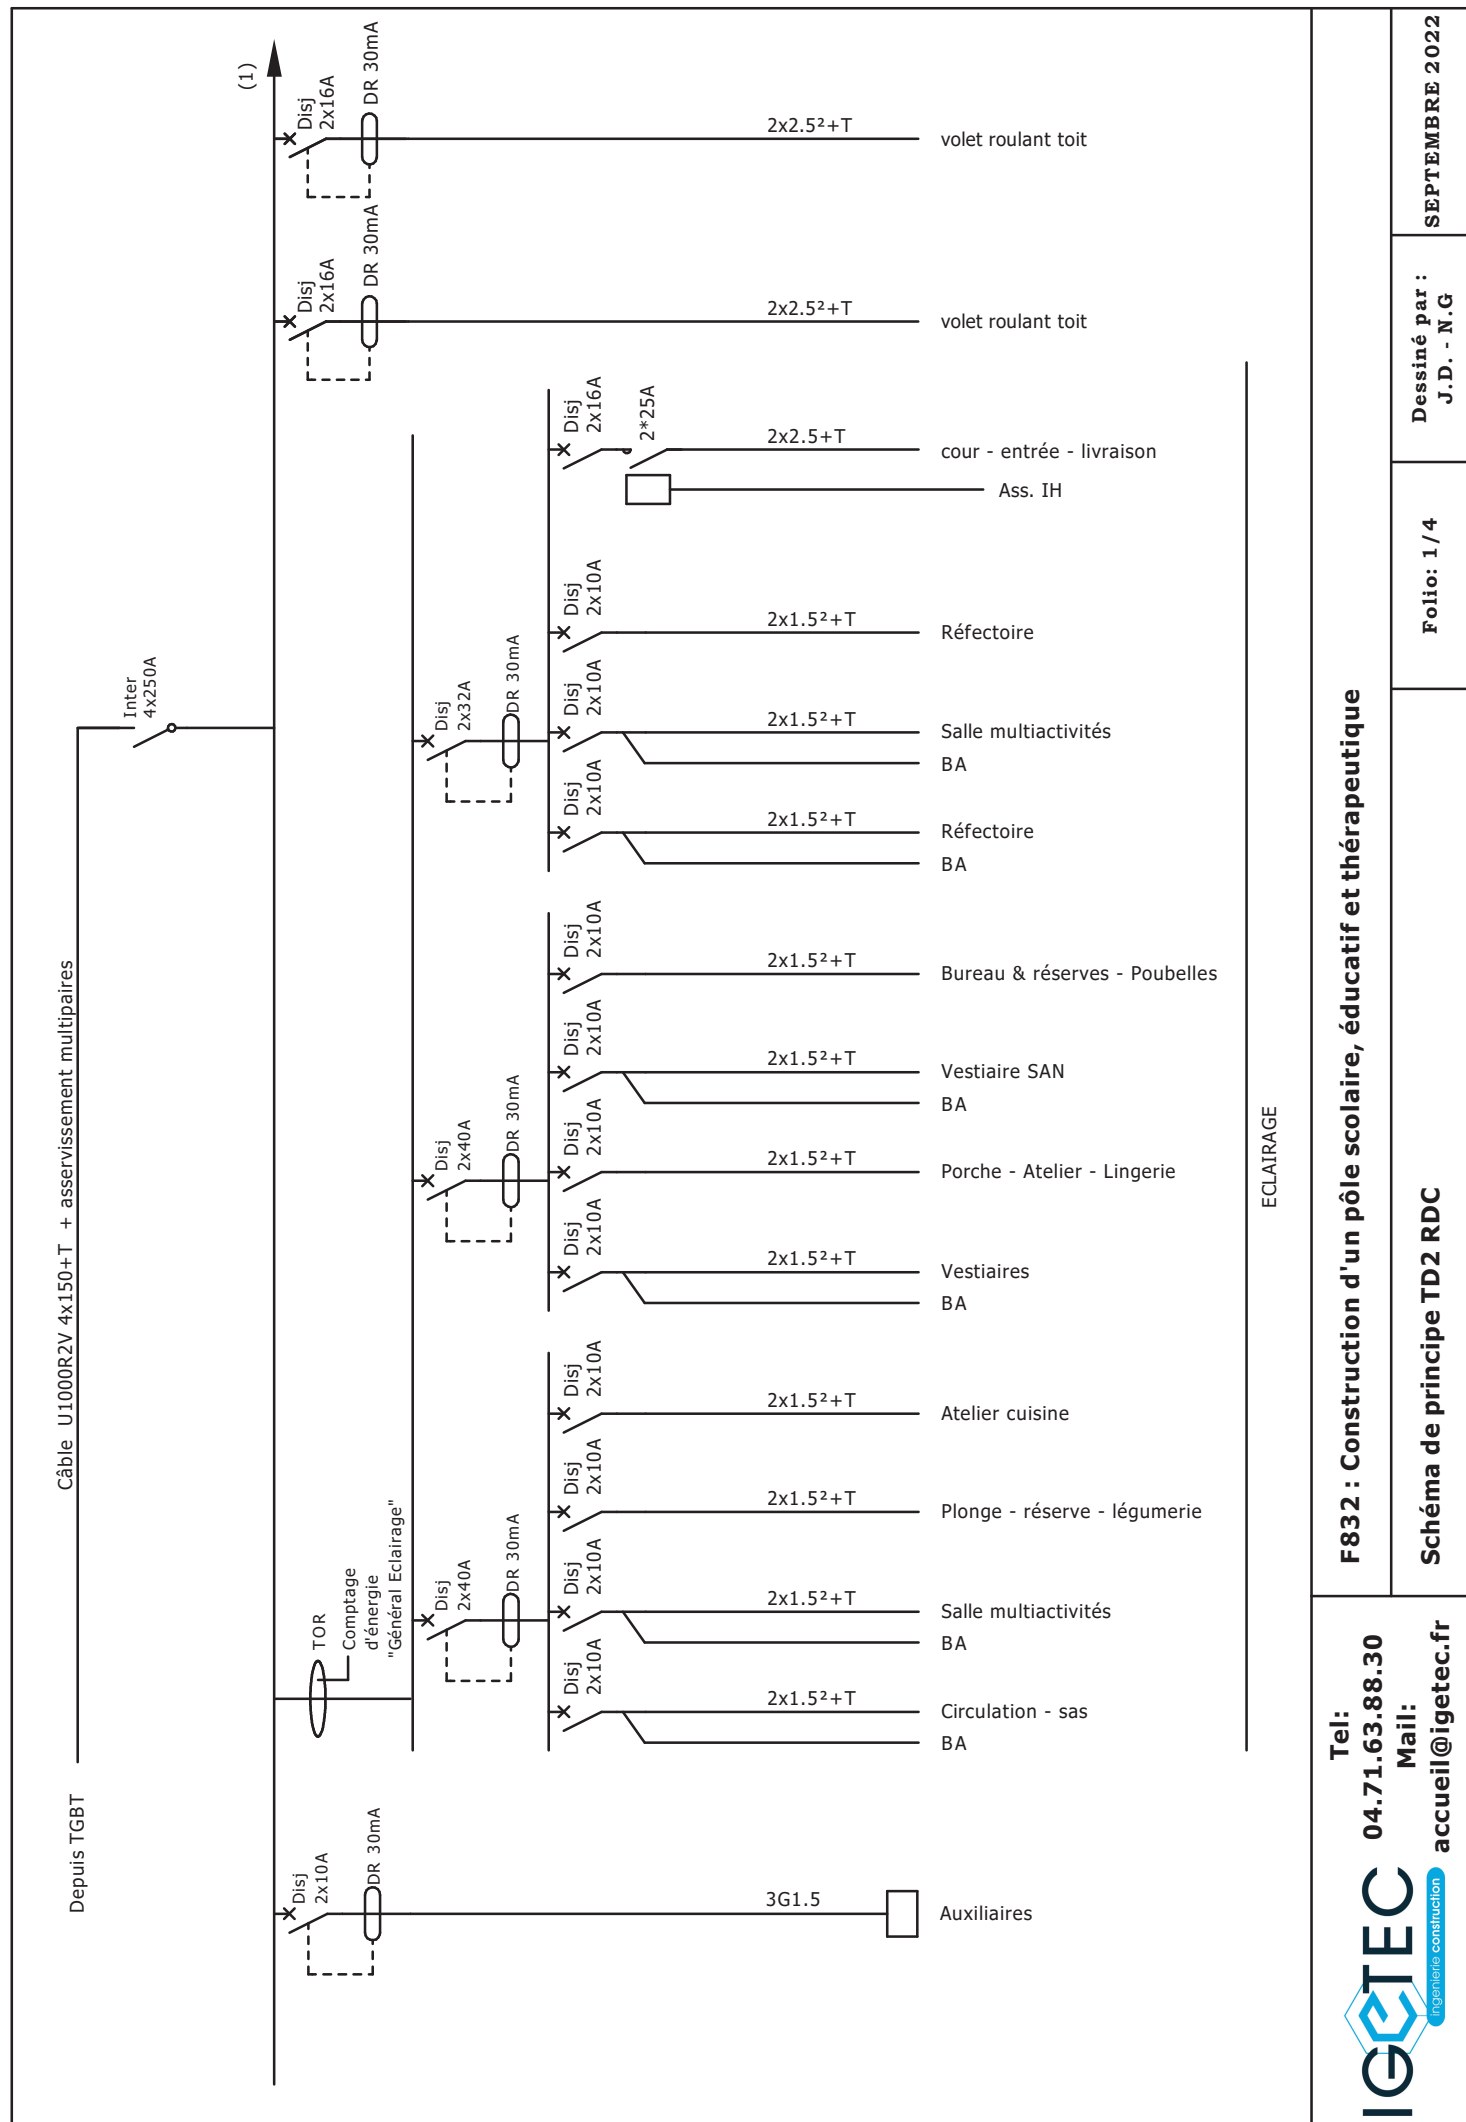 (1)
Disj
2x16A
DR 30mA
2x2.5²+T
volet roulant toit
Disj
2x16A
DR 30mA
2x2.5²+T
volet roulant toit
Disj
2x16A
2*25A
2x2.5+T
cour - entrée - livraison
Ass. IH
Inter
4x250A
Câble U1000R2V 4x150+T + asservissement multipaires
Depuis TGBT
Disj
2x32A
DR 30mA
Disj
2x10A
2x1.5²+T
Réfectoire
Disj
2x10A
2x1.5²+T
Salle multiactivités
BA
Disj
2x10A
2x1.5²+T
Réfectoire
BA
Disj
2x40A
DR 30mA
Disj
2x10A
2x1.5²+T
Bureau & réserves - Poubelles
Disj
2x10A
2x1.5²+T
Vestiaire SAN
BA
Disj
2x10A
2x1.5²+T
Porche - Atelier - Lingerie
Disj
2x10A
2x1.5²+T
Vestiaires
BA
Disj
2x40A
DR 30mA
Disj
2x10A
2x1.5²+T
Atelier cuisine
Disj
2x10A
2x1.5²+T
Plonge - réserve - légumerie
Disj
2x10A
2x1.5²+T
Salle multiactivités
BA
Disj
2x10A
2x1.5²+T
Circulation - sas
BA
TOR
Comptage
d'énergie
"Général Eclairage"
Disj
2x10A
DR 30mA
3G1.5
Auxiliaires
ECLAIRAGE
F832 : Construction d'un pôle scolaire, éducatif et thérapeutique
Schéma de principe TD2 RDC
Folio: 1/4
Dessiné par :
J.D. - N.G
SEPTEMBRE 2022
IGETEC
ingenierie construction
Tel:
04.71.63.88.30
Mail:
accueil@igetec.fr